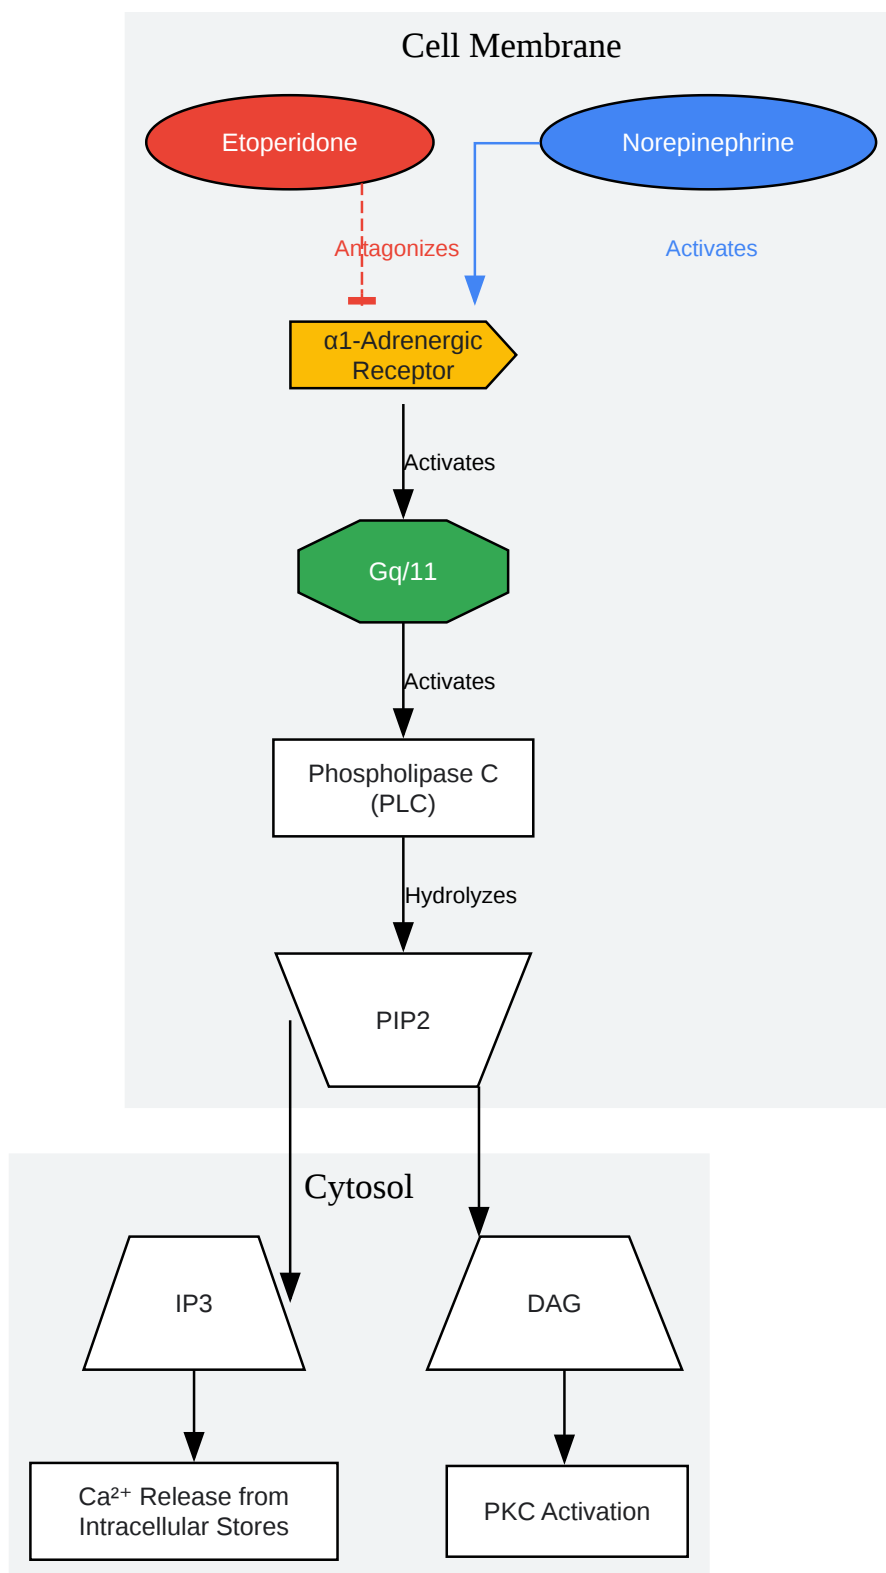 Cell Membrane
Etoperidone
Norepinephrine
Antagonizes
Activates
α1-Adrenergic
Receptor
Activates
Gq/11
Activates
Phospholipase C
(PLC)
Hydrolyzes
PIP2
Cytosol
IP3
DAG
Ca²⁺ Release from
Intracellular Stores
PKC Activation